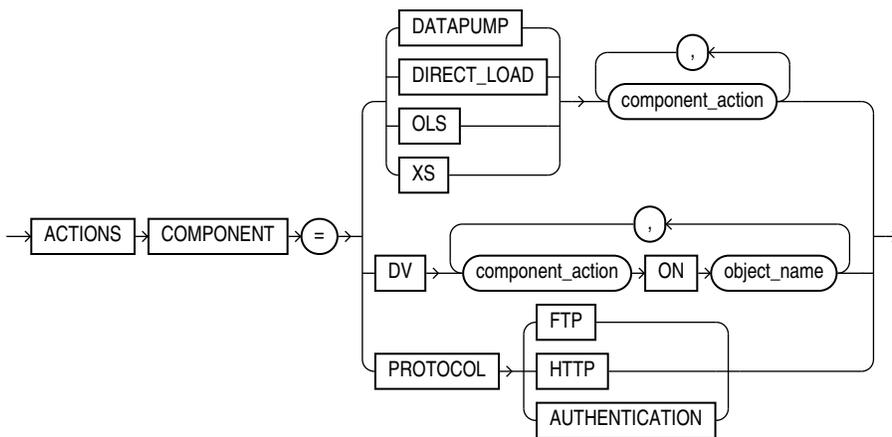 DATAPUMP
,
DIRECT_LOAD
component_action
OLS
XS
ACTIONS COMPONENT =
,
DV component_action ON object_name
FTP
PROTOCOL HTTP
AUTHENTICATION